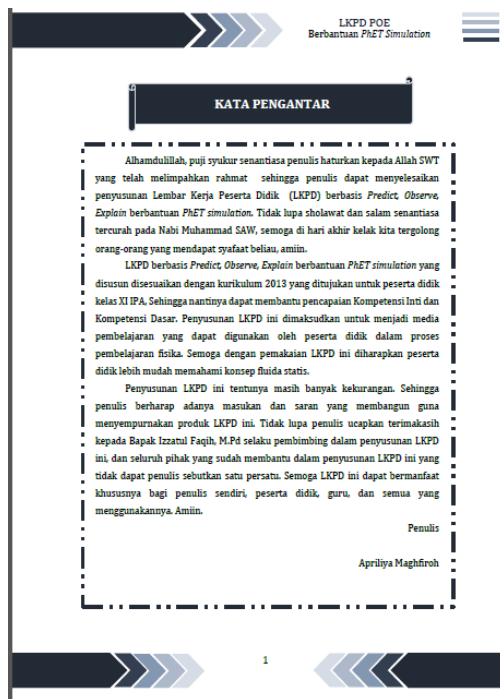 LKPD POE
Berbantuan PhET Simulation
KATA PENGANTAR
Alhamdulillah, puji syukur senantiasa penulis haturkan kepada Allah SWT
yang telah melimpahkan rahmat sehingga penulis dapat menyelesaikan
penyusunan Lembar Kerja Peserta Didik (LKPD) berbasis Predict, Observe,
Explain berbantuan PhET simulation. Tidak lupa sholawat dan salam senantiasa
tercurah pada Nabi Muhammad SAW, semoga di hari akhir kelak kita tergolong
orang-orang yang mendapat syafaat beliau, amiin.
LKPD berbasis Predict, Observe, Explain berbantuan PhET simulation yang
disusun disesuaikan dengan kurikulum 2013 yang ditujukan untuk peserta didik
kelas XI IPA, Sehingga nantinya dapat membantu pencapaian Kompetensi Inti dan
Kompetensi Dasar. Penyusunan LKPD ini dimaksudkan untuk menjadi media
pembelajaran yang dapat digunakan oleh peserta didik dalam proses
pembelajaran fisika. Semoga dengan pemakaian LKPD ini diharapkan peserta
didik lebih mudah memahami konsep fluida statis.
Penyusunan LKPD ini tentunya masih banyak kekurangan. Sehingga
penulis berharap adanya masukan dan saran yang membangun guna
menyempurnakan produk LKPD ini. Tidak lupa penulis ucapkan terimakasih
kepada Bapak Izzatul Faqih, M.Pd selaku pembimbing dalam penyusunan LKPD
ini, dan seluruh pihak yang sudah membantu dalam penyusunan LKPD ini yang
tidak dapat penulis sebutkan satu persatu. Semoga LKPD ini dapat bermanfaat
khususnya bagi penulis sendiri, peserta didik, guru, dan semua yang
menggunakannya. Amiin.
Penulis
Apriliya Maghfiroh
1